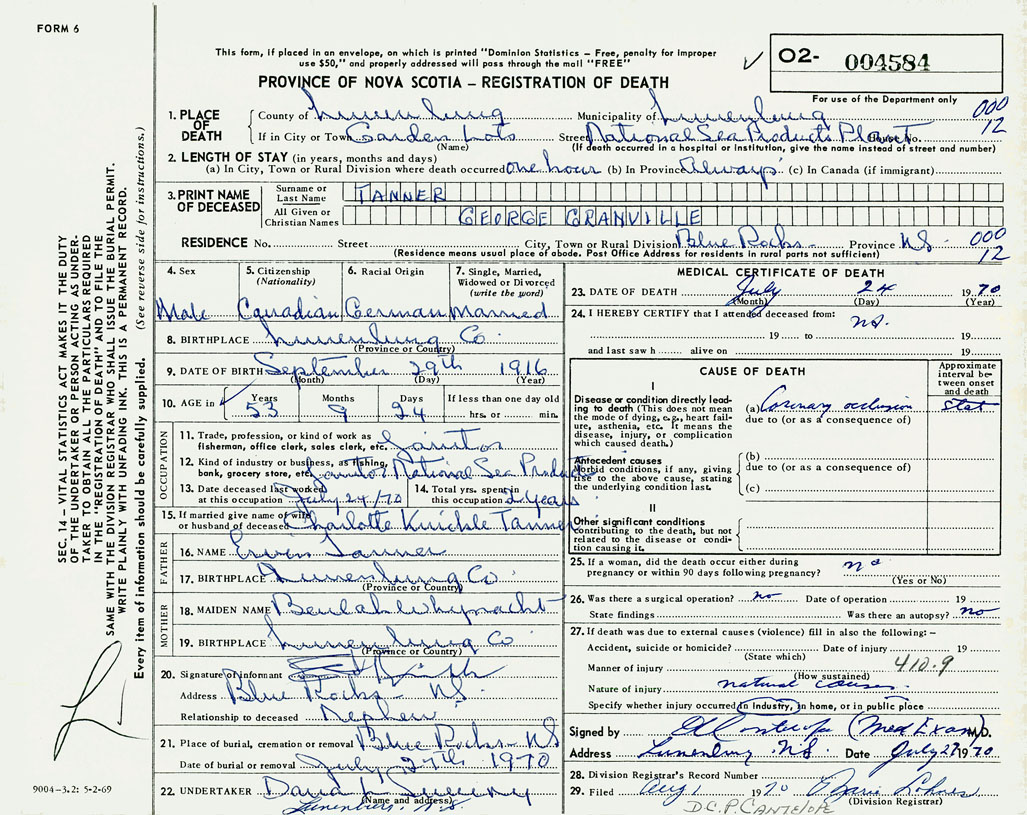 FORM 6
This form, if placed in an envelope, on which is printed "Dominion Statistics – Free, penalty for improper
use $50," and properly addressed will pass through the mail "FREE"
PROVINCE OF NOVA SCOTIA – REGISTRATION OF DEATH
✓ O2- 004584
For use of the Department only
000
12
1. PLACE OF DEATH
County of Lunenburg Municipality of Lunenburg
If in City or Town Garden Lots Street National Sea Products Plant House No.
(Name) (If death occurred in a hospital or institution, give the name instead of street and number)
2. LENGTH OF STAY (in years, months and days)
(a) In City, Town or Rural Division where death occurred one hour (b) In Province Always (c) In Canada (if immigrant)
3. PRINT NAME OF DECEASED
Surname or Last Name TANNER
All Given or Christian Names GEORGE GRANVILLE
RESIDENCE No. Street City, Town or Rural Division Blue Rocks Province N.S. 000
12
(Residence means usual place of abode. Post Office Address for residents in rural parts not sufficient)
4. Sex
Male
5. Citizenship (Nationality)
Canadian
6. Racial Origin
German
7. Single, Married, Widowed or Divorced (write the word)
Married
8. BIRTHPLACE Lunenburg Co.
(Province or Country)
9. DATE OF BIRTH September 29th 1916
(Month) (Day) (Year)
10. AGE in ✓ Years Months Days If less than one day old
53 9 24 hrs. or min.
OCCUPATION
11. Trade, profession, or kind of work as
fisherman, office clerk, sales clerk, etc. Janitor
12. Kind of industry or business, as fishing,
bank, grocery store, etc. Janitor National Sea Products
13. Date deceased last worked
at this occupation July 24/70
14. Total yrs. spent in
this occupation 2 years
15. If married give name of wife
or husband of deceased Charlotte Knickle Tanner
FATHER
16. NAME Ervin Tanner
17. BIRTHPLACE Lunenburg Co
(Province or Country)
MOTHER
18. MAIDEN NAME Beulah Whynacht
19. BIRTHPLACE Lunenburg Co
(Province or Country)
20. Signature of informant
Address Blue Rocks – N.S.
Relationship to deceased Nephew
21. Place of burial, cremation or removal Blue Rocks – NS
Date of burial or removal July 27th 1970
22. UNDERTAKER
(Name and address)
Lunenburg, N.S.
MEDICAL CERTIFICATE OF DEATH
23. DATE OF DEATH July 24 1970
(Month) (Day) (Year)
24. I HEREBY CERTIFY that I attended deceased from:
no.
19 to 19
and last saw h alive on 19
CAUSE OF DEATH
Approximate interval between onset and death
I
Disease or condition directly leading to death (This does not mean the mode of dying, e.g., heart failure, asthenia, etc. It means the disease, injury, or complication which caused death.)
(a) Coronary occlusion Stat
due to (or as a consequence of)
Antecedent causes
Morbid conditions, if any, giving rise to the above cause, stating the underlying condition last.
(b)
due to (or as a consequence of)
(c)
II
Other significant conditions
contributing to the death, but not related to the disease or condition causing it.
25. If a woman, did the death occur either during
pregnancy or within 90 days following pregnancy? no
(Yes or No)
26. Was there a surgical operation? no Date of operation 19
State findings Was there an autopsy? no
27. If death was due to external causes (violence) fill in also the following: –
Accident, suicide or homicide? Date of injury 19
(State which)
410.9
Manner of injury
(How sustained)
Nature of injury natural causes.
Specify whether injury occurred in industry, in home, or in public place
Signed by (Med Exam) M.D.
Address Lunenburg N.S. Date July 27 1970
28. Division Registrar's Record Number
29. Filed Aug 1 1970 Marie Lohnes
(Division Registrar)
D.C.P. CANTELOPE
SEC. 14 – VITAL STATISTICS ACT MAKES IT THE DUTY
OF THE UNDERTAKER OR PERSON ACTING AS UNDER-
TAKER TO OBTAIN ALL THE PARTICULARS REQUIRED
IN THE "REGISTRATION OF DEATH" AND TO FILE THE
SAME WITH THE DIVISION REGISTRAR WHO SHALL ISSUE THE BURIAL PERMIT.
WRITE PLAINLY WITH UNFADING INK. THIS IS A PERMANENT RECORD.
Every item of information should be carefully supplied. (See reverse side for instructions.)
9004-3.2: 5-2-69